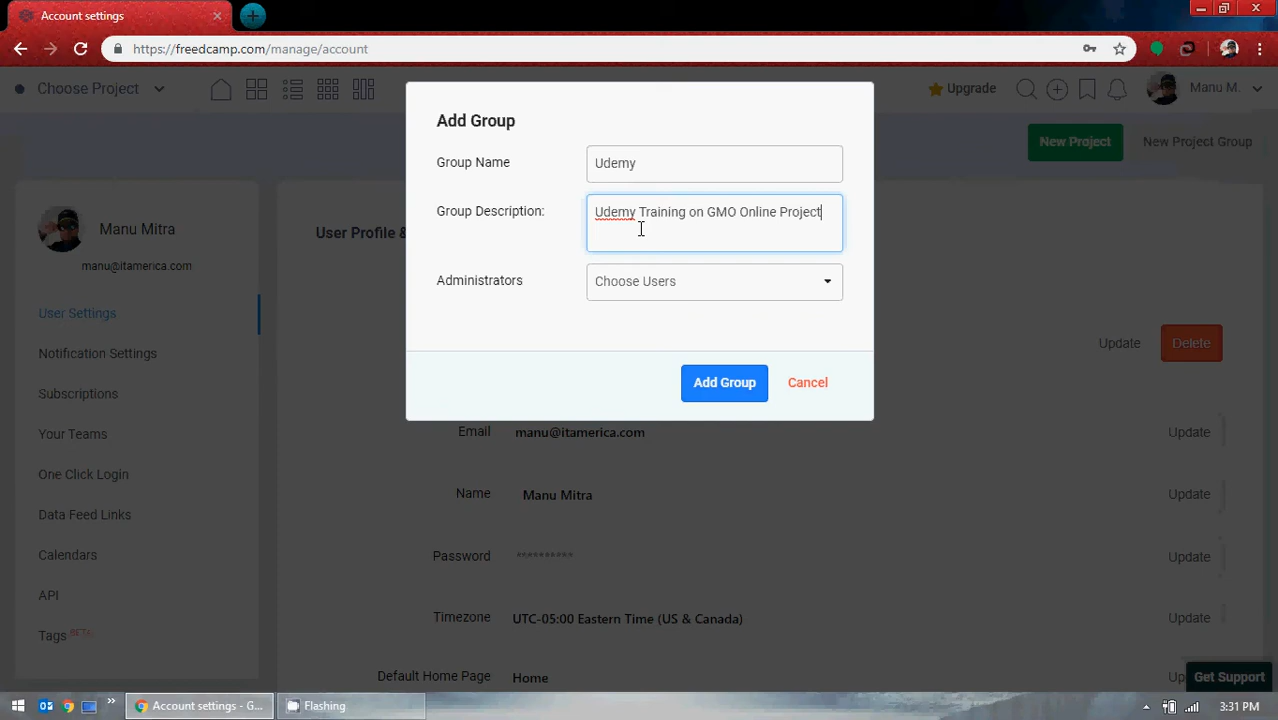 Account settings
https://freedcamp.com/manage/account
Choose Project
Upgrade
Manu M.
New Project
New Project Group
Add Group
Group Name
Udemy
Group Description:
Udemy Training on GMO Online Project
Administrators
Choose Users
Add Group
Cancel
Manu Mitra
manu@itamerica.com
User Settings
Notification Settings
Subscriptions
Your Teams
One Click Login
Data Feed Links
Calendars
API
Tags BETA
User Profile &
Update
Delete
Email
manu@itamerica.com
Update
Name
Manu Mitra
Update
Password
**********
Update
Timezone
UTC-05:00 Eastern Time (US & Canada)
Update
Default Home Page
Home
Get Support
Account settings - G...
Flashing
3:31 PM